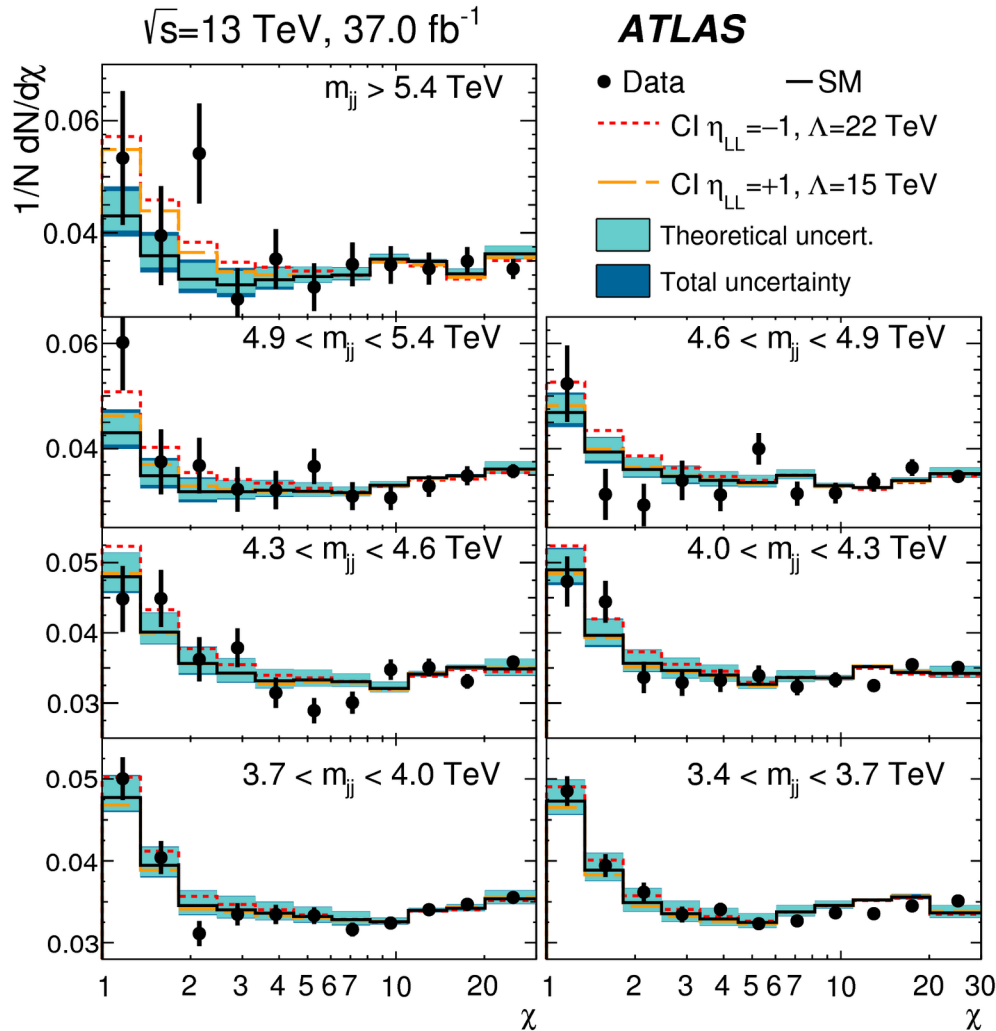 √s=13 TeV, 37.0 fb⁻¹
ATLAS
Data
SM
CI η_LL=−1, Λ=22 TeV
CI η_LL=+1, Λ=15 TeV
Theoretical uncert.
Total uncertainty
1/N dN/dχ
m_jj > 5.4 TeV
0.06
0.04
4.9 < m_jj < 5.4 TeV
0.06
0.04
4.6 < m_jj < 4.9 TeV
4.3 < m_jj < 4.6 TeV
0.05
0.04
0.03
4.0 < m_jj < 4.3 TeV
3.7 < m_jj < 4.0 TeV
0.05
0.04
0.03
3.4 < m_jj < 3.7 TeV
1 2 3 4 5 6 7 10 20
χ
1 2 3 4 5 6 7 10 20 30
χ